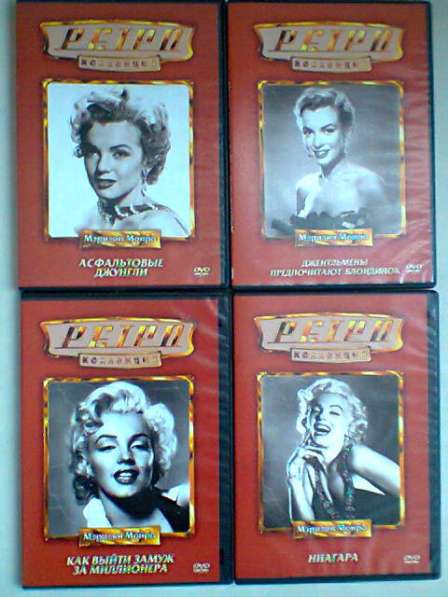 РЕТРО
КОЛЛЕКЦИЯ
Мэрилин Монро
АСФАЛЬТОВЫЕ
ДЖУНГЛИ
DVD
РЕТРО
КОЛЛЕКЦИЯ
Мэрилин Монро
ДЖЕНТЛЬМЕНЫ
ПРЕДПОЧИТАЮТ БЛОНДИНОК
DVD
РЕТРО
КОЛЛЕКЦИЯ
Мэрилин Монро
КАК ВЫЙТИ ЗАМУЖ
ЗА МИЛЛИОНЕРА
DVD
РЕТРО
КОЛЛЕКЦИЯ
Мэрилин Монро
НИАГАРА
DVD